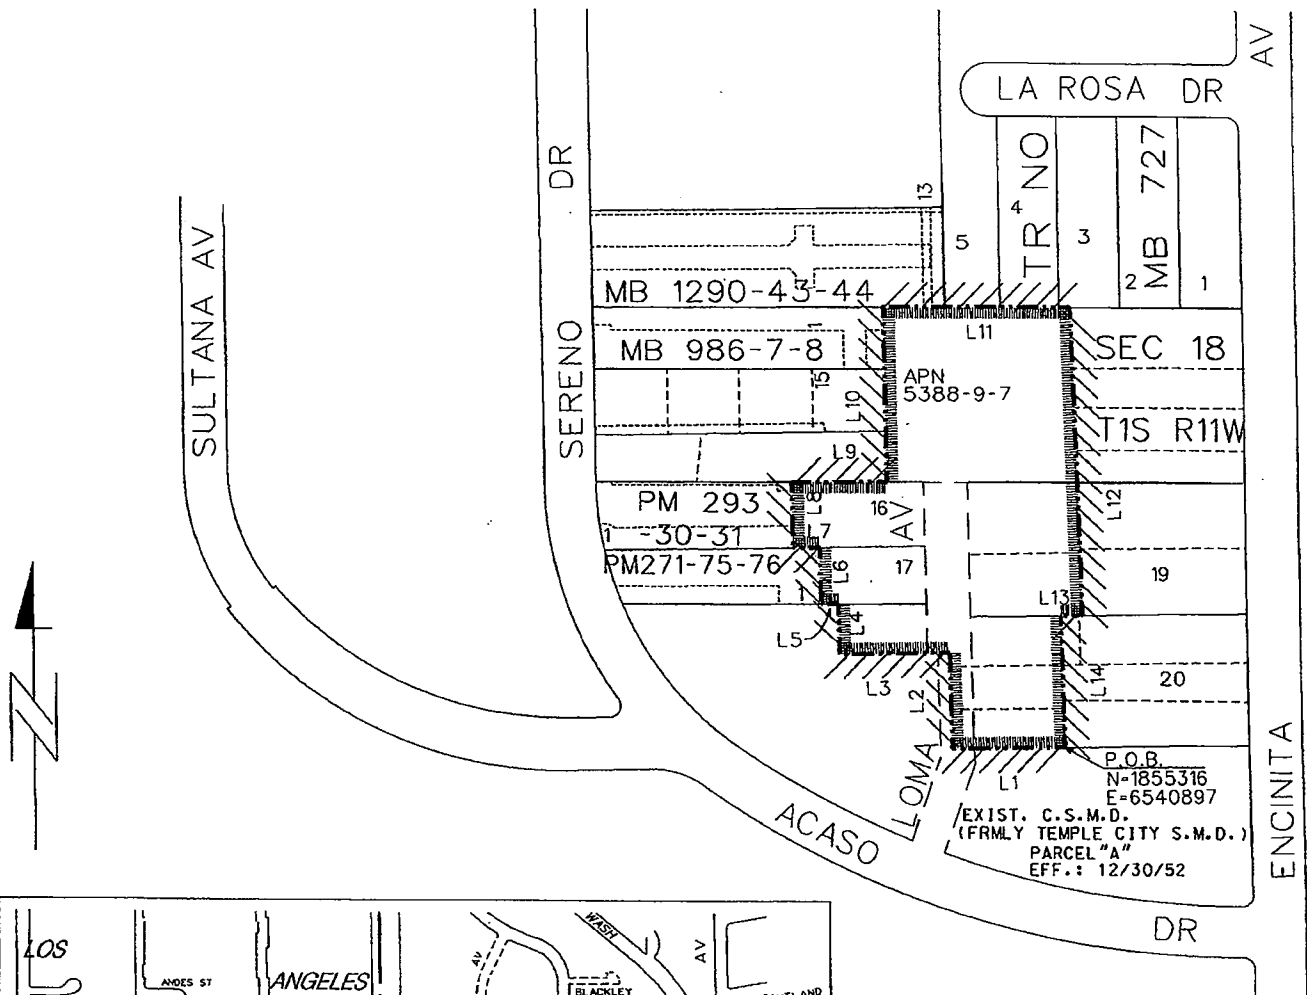 AV
LA ROSA DR
DR
SULTANA AV
SERENO
13
5
4
TR NO
3
2
MB 727
1
MB 1290-43-44
L11
1
MB 986-7-8
SEC 18
15
L10
APN
5388-9-7
T1S R11W
L9
PM 293
L8
16
AV
L12
1 -30-31
L7
PM271-75-76
1
L6
17
19
L13
L5
L4
L3
L2
L14
20
P.O.B.
N=1855316
E=6540897
L1
LOMA
ENCINITA
ACASO
EXIST. C.S.M.D.
(FRMLY TEMPLE CITY S.M.D.)
PARCEL "A"
EFF.: 12/30/52
DR
N
LOS
ANDES ST
ANGELES
AV
WASH
BLACKLEY
AV